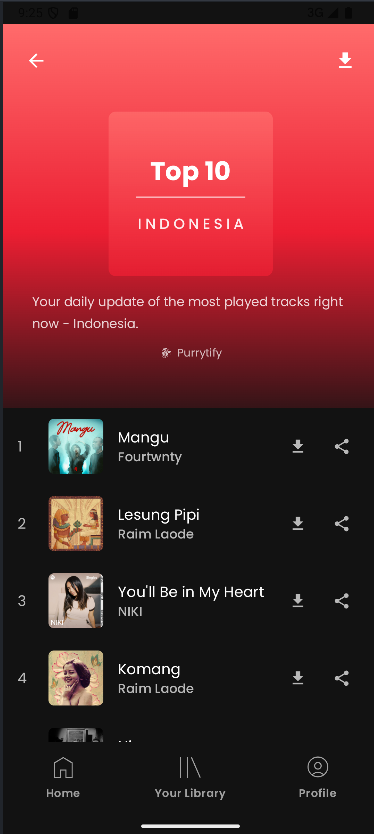 9:25
3G
Top 10
INDONESIA
Your daily update of the most played tracks right
now - Indonesia.
Purrytify
1
Mangu
Mangu
Fourtwnty
2
Lesung Pipi
Raim Laode
3
NIKI
You'll Be in My Heart
NIKI
4
Komang
Raim Laode
Home
Your Library
Profile